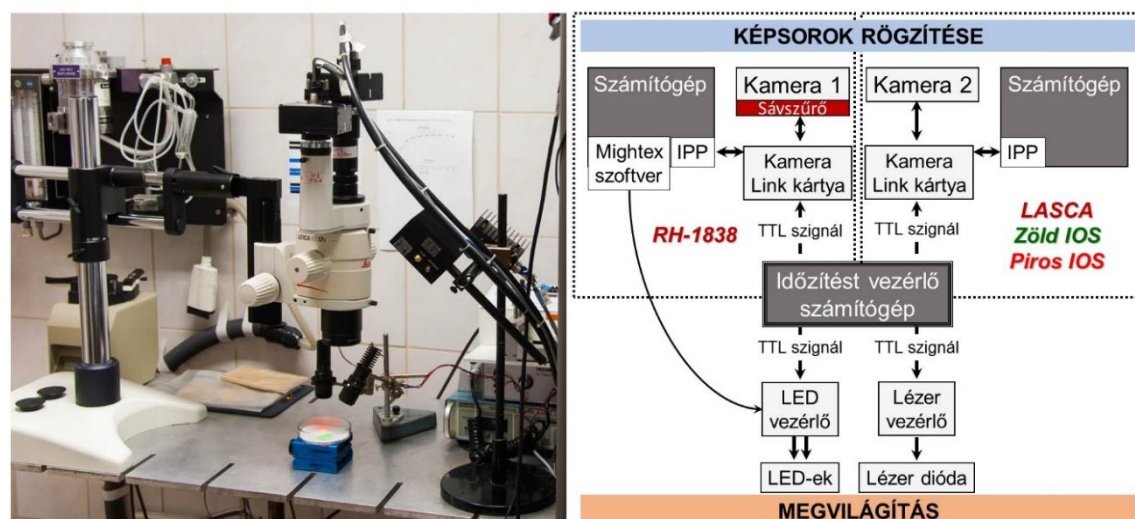 KÉPSOROK RÖGZÍTÉSE
Számítógép
Kamera 1
Sávszűrő
Kamera 2
Számítógép
Mightex
szoftver
IPP
Kamera
Link kártya
Kamera
Link kártya
IPP
RH-1838
TTL szignál
TTL szignál
LASCA
Zöld IOS
Piros IOS
Időzítést vezérlő
számítógép
TTL szignál
TTL szignál
LED
vezérlő
Lézer
vezérlő
LED-ek
Lézer dióda
MEGVILÁGÍTÁS